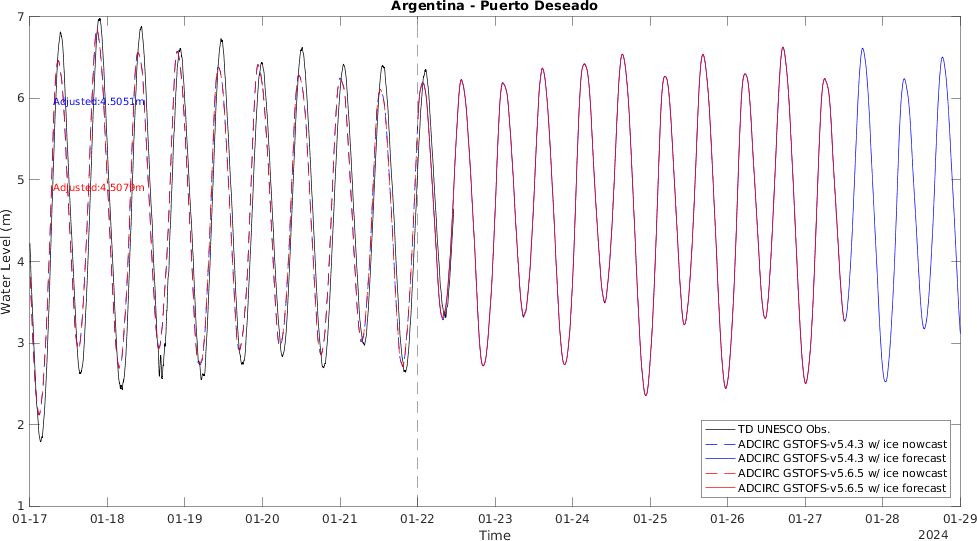 Argentina - Puerto Deseado
7
6
5
4
3
2
1
Water Level (m)
Adjusted:4.5051m
Adjusted:4.5079m
TD UNESCO Obs.
ADCIRC GSTOFS-v5.4.3 w/ ice nowcast
ADCIRC GSTOFS-v5.4.3 w/ ice forecast
ADCIRC GSTOFS-v5.6.5 w/ ice nowcast
ADCIRC GSTOFS-v5.6.5 w/ ice forecast
01-17 01-18 01-19 01-20 01-21 01-22 01-23 01-24 01-25 01-26 01-27 01-28 01-29
Time
2024